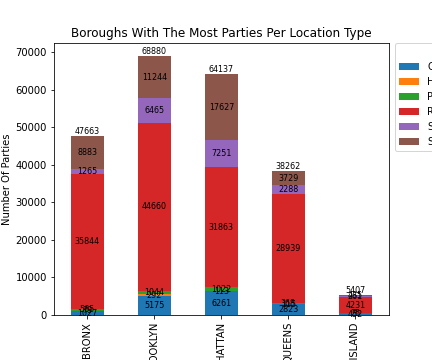 Boroughs With The Most Parties Per Location Type
Number Of Parties
70000
60000
50000
40000
30000
20000
10000
0
47663
8883
1265
35844
68880
11244
6465
44660
1044
292
5175
64137
17627
7251
31863
1023
6261
38262
3729
2288
28939
2823
5407
4231
BRONX
OOKLYN
HATTAN
QUEENS
ISLAND
C
H
P
R
S
S